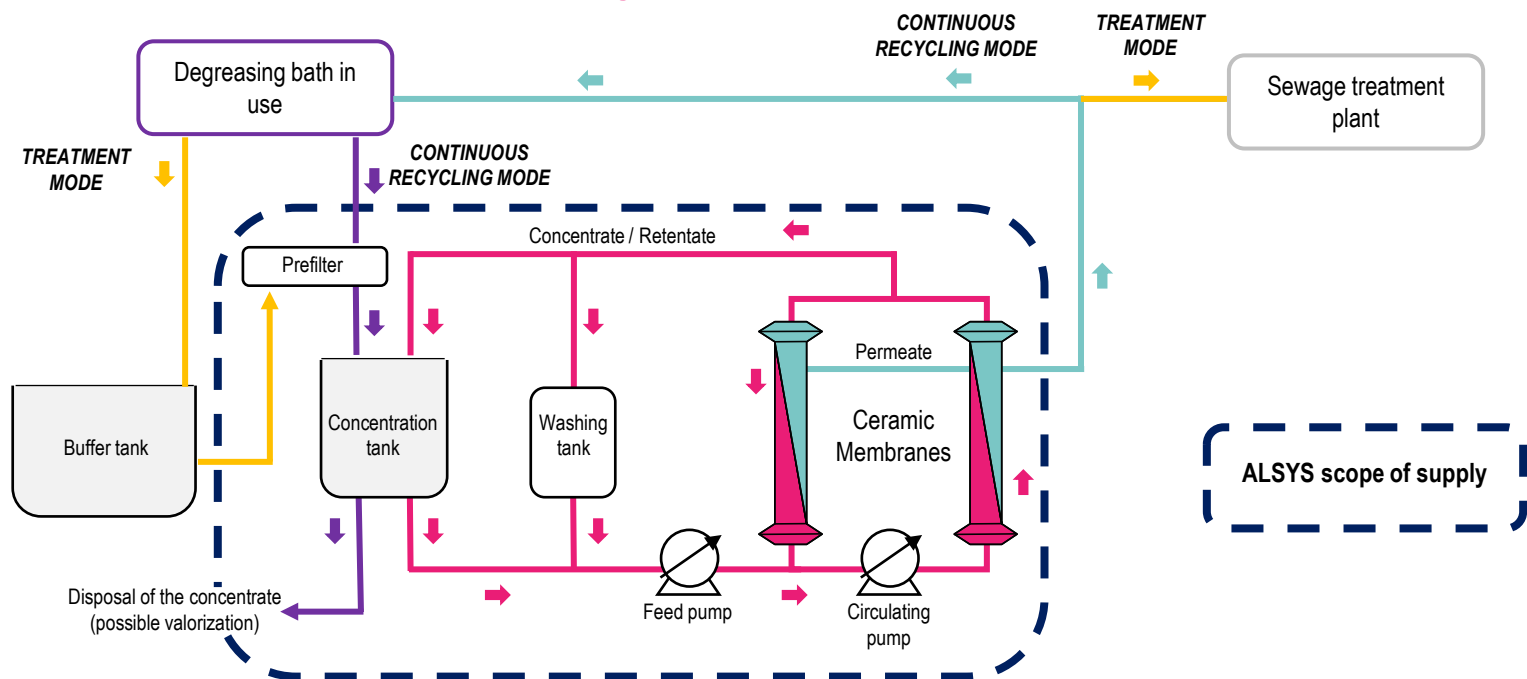 CONTINUOUS
RECYCLING MODE
TREATMENT
MODE
Degreasing bath in
use
Sewage treatment
plant
TREATMENT
MODE
CONTINUOUS
RECYCLING MODE
Concentrate / Retentate
Prefilter
Permeate
Buffer tank
Concentration
tank
Washing
tank
Ceramic
Membranes
ALSYS scope of supply
Disposal of the concentrate
(possible valorization)
Feed pump
Circulating
pump